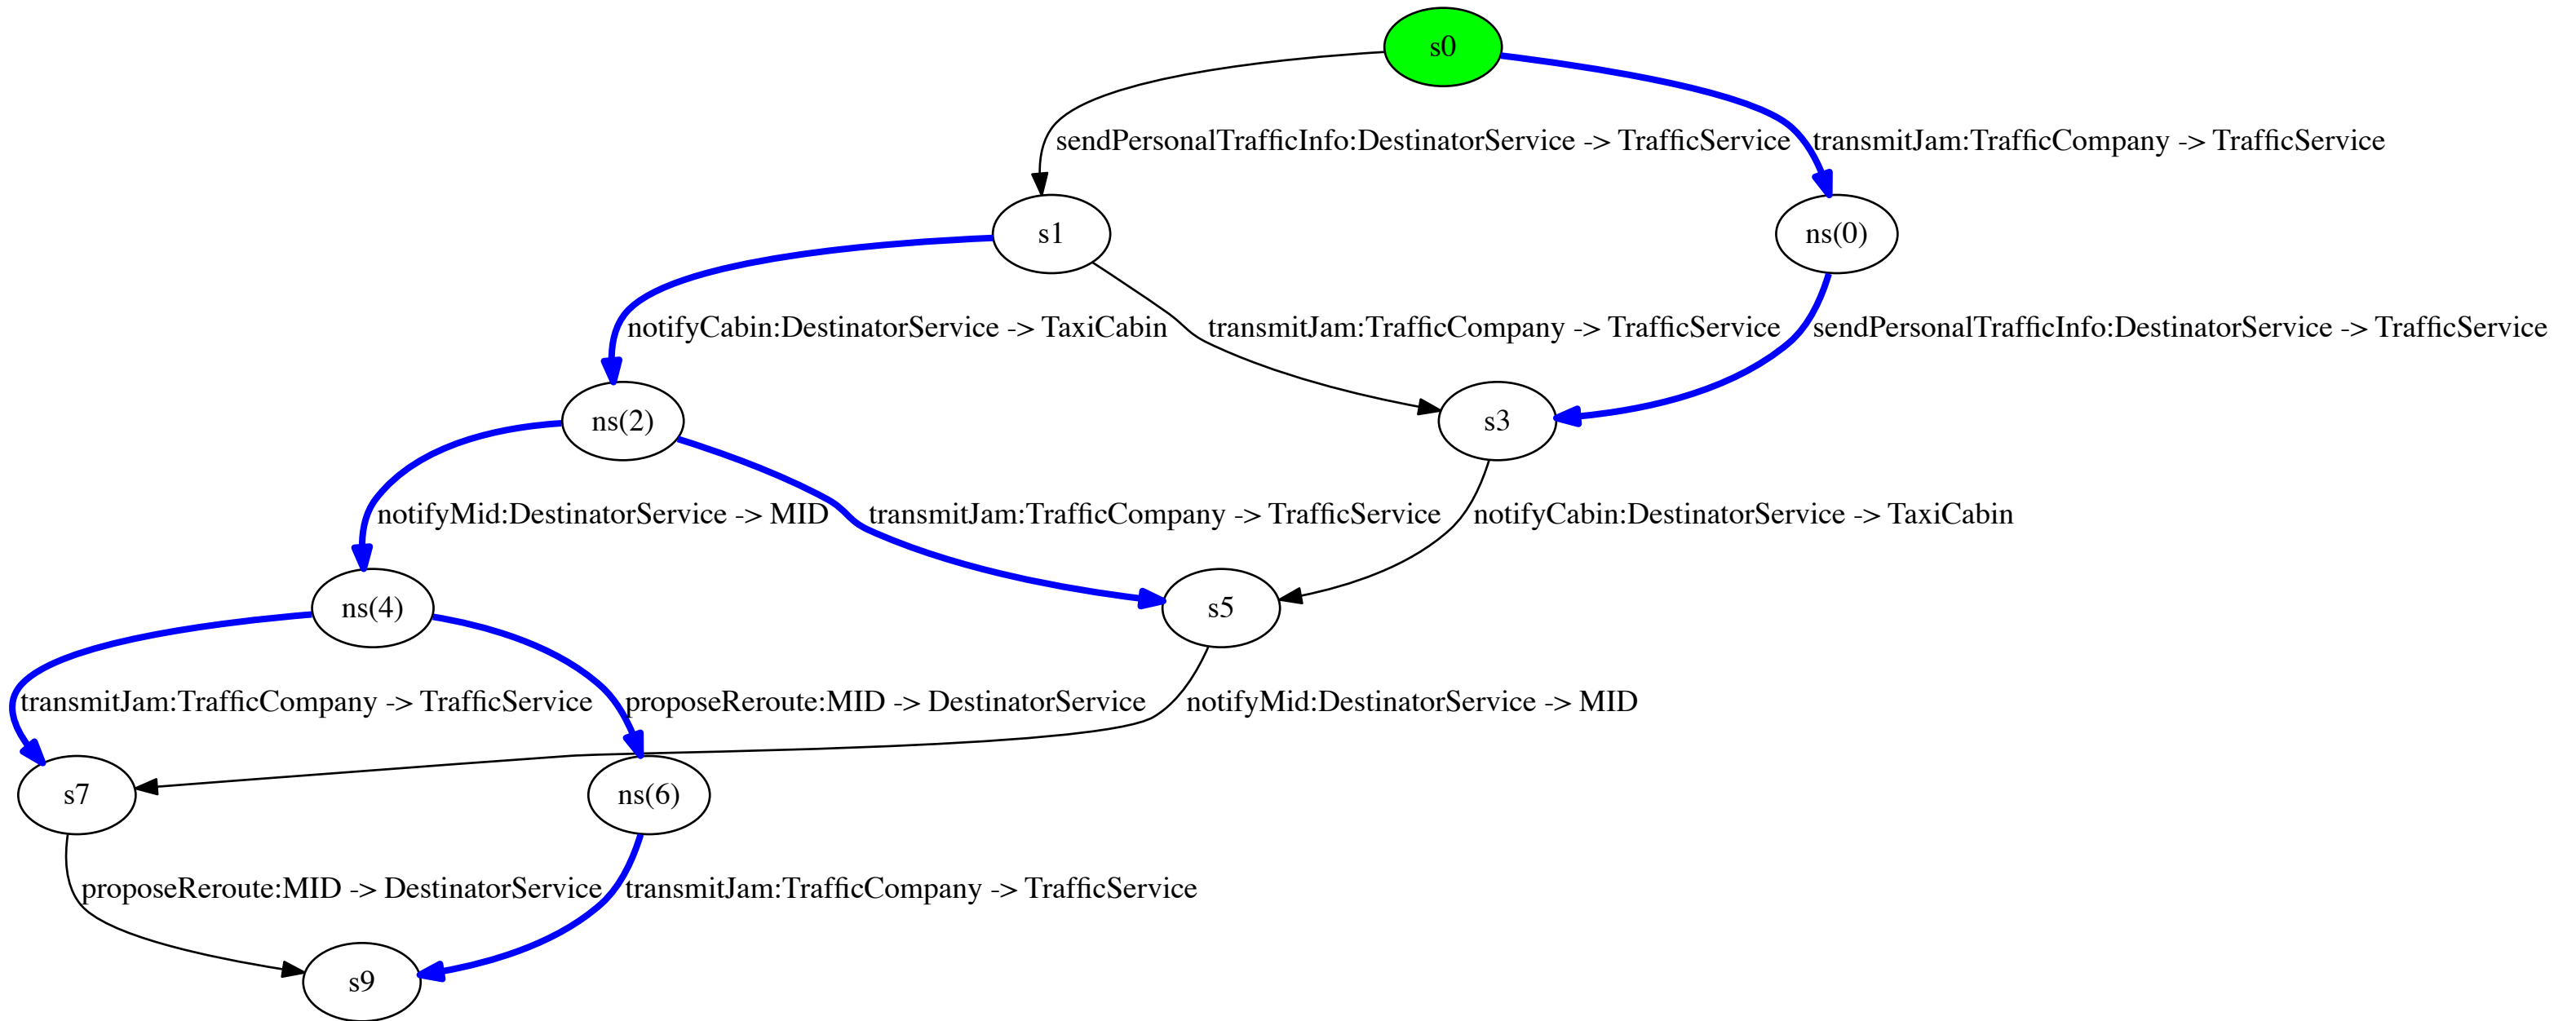 s0
sendPersonalTrafficInfo:DestinatorService -> TrafficService
transmitJam:TrafficCompany -> TrafficService
s1
ns(0)
notifyCabin:DestinatorService -> TaxiCabin
transmitJam:TrafficCompany -> TrafficService
sendPersonalTrafficInfo:DestinatorService -> TrafficService
ns(2)
s3
notifyMid:DestinatorService -> MID
transmitJam:TrafficCompany -> TrafficService
notifyCabin:DestinatorService -> TaxiCabin
ns(4)
s5
transmitJam:TrafficCompany -> TrafficService
proposeReroute:MID -> DestinatorService
notifyMid:DestinatorService -> MID
s7
ns(6)
proposeReroute:MID -> DestinatorService
transmitJam:TrafficCompany -> TrafficService
s9